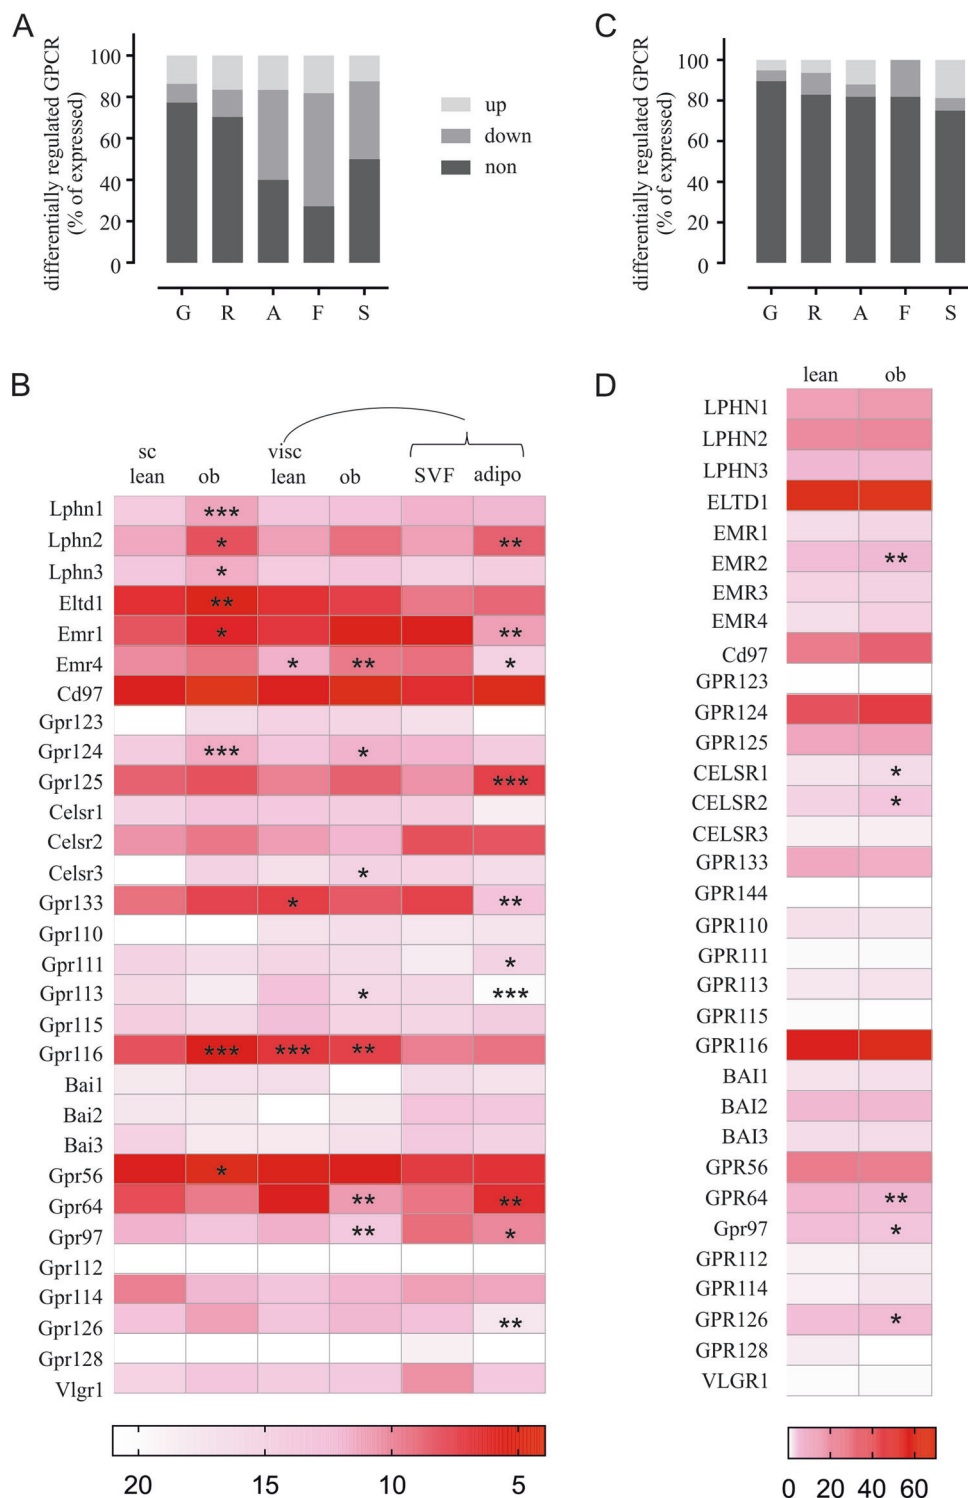 A
differentially regulated GPCR
(% of expressed)
100
80
60
40
20
0
G R A F S
up
down
non
C
differentially regulated GPCR
(% of expressed)
100
80
60
40
20
0
G R A F S
B
sc visc
lean ob lean ob SVF adipo
Lphn1 ***
Lphn2 * **
Lphn3 *
Eltd1 **
Emr1 * **
Emr4 * ** *
Cd97
Gpr123
Gpr124 *** *
Gpr125 ***
Celsr1
Celsr2
Celsr3 *
Gpr133 * **
Gpr110
Gpr111 *
Gpr113 * ***
Gpr115
Gpr116 *** *** **
Bai1
Bai2
Bai3
Gpr56 *
Gpr64 ** **
Gpr97 ** *
Gpr112
Gpr114
Gpr126 **
Gpr128
Vlgr1
20 15 10 5
D
lean ob
LPHN1
LPHN2
LPHN3
ELTD1
EMR1
EMR2 **
EMR3
EMR4
Cd97
GPR123
GPR124
GPR125
CELSR1 *
CELSR2 *
CELSR3
GPR133
GPR144
GPR110
GPR111
GPR113
GPR115
GPR116
BAI1
BAI2
BAI3
GPR56
GPR64 **
Gpr97 *
GPR112
GPR114
GPR126 *
GPR128
VLGR1
0 20 40 60